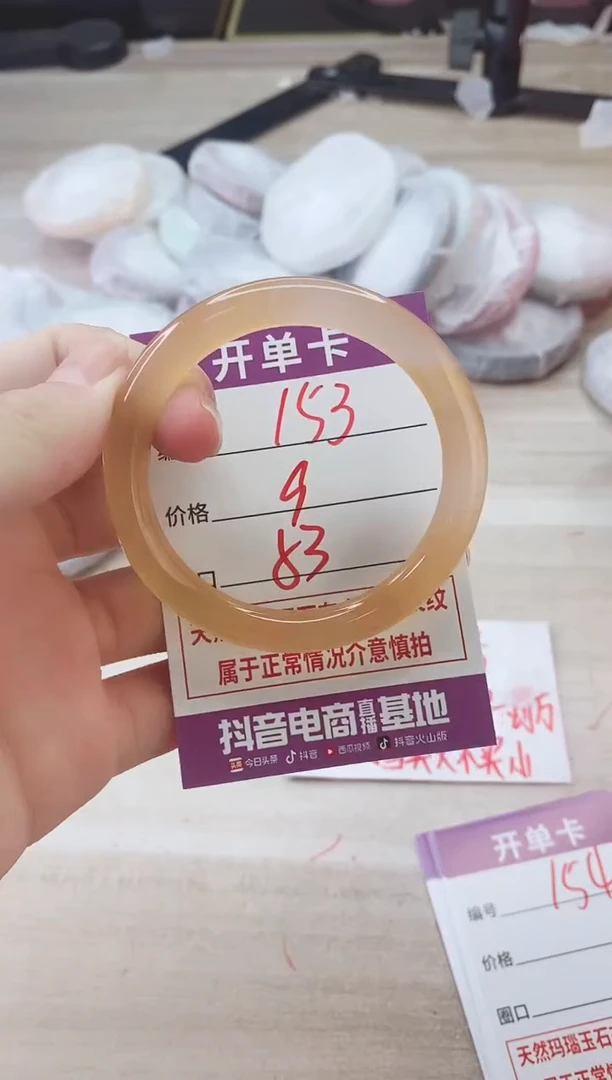 开单卡
153
价格 9
83
属于正常情况介意慎拍
抖音电商直播基地
头条 今日头条 抖音 西瓜视频 抖音火山版
开单卡
编号 154
价格
圈口
天然玛瑙玉石